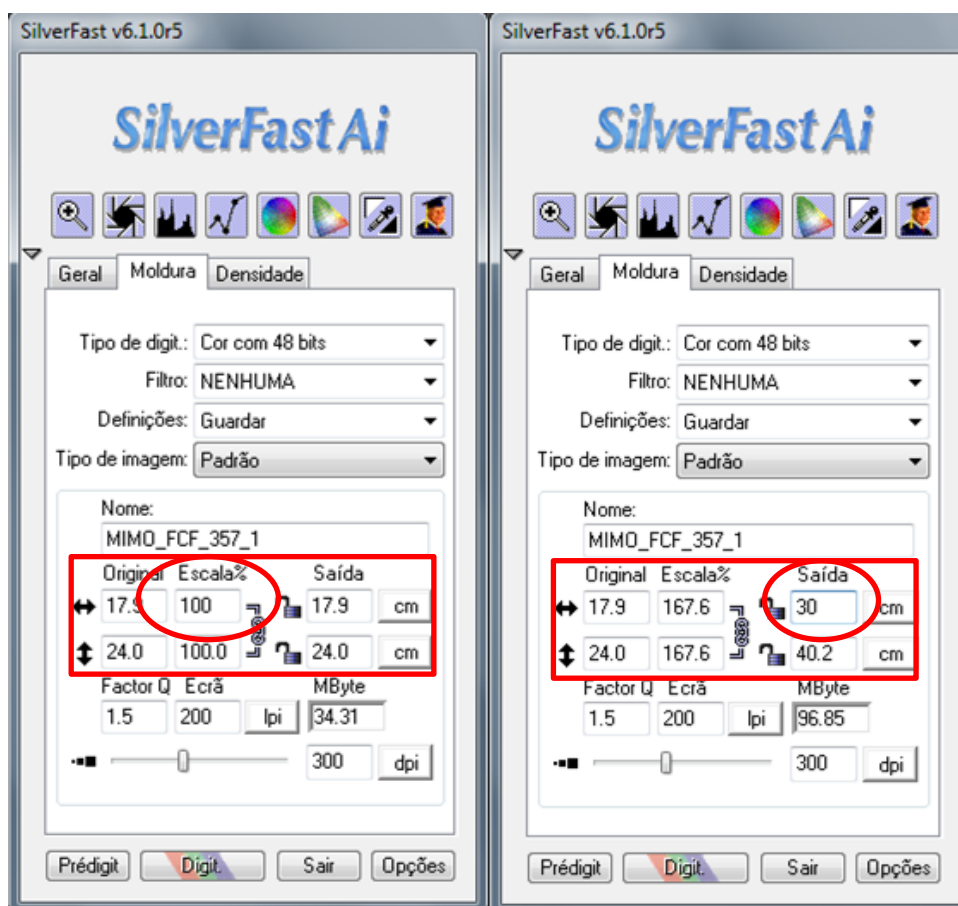 SilverFast v6.1.0r5
SilverFast Ai
Geral Moldura Densidade
Tipo de digit.: Cor com 48 bits
Filtro: NENHUMA
Definições: Guardar
Tipo de imagem: Padrão
Nome:
MIMO_FCF_357_1
Original Escala% Saída
17.9 100 17.9 cm
24.0 100.0 24.0 cm
Factor Q Ecrã MByte
1.5 200 lpi 34.31
300 dpi
Prédigit Digit. Sair Opções
SilverFast v6.1.0r5
SilverFast Ai
Geral Moldura Densidade
Tipo de digit.: Cor com 48 bits
Filtro: NENHUMA
Definições: Guardar
Tipo de imagem: Padrão
Nome:
MIMO_FCF_357_1
Original Escala% Saída
17.9 167.6 30 cm
24.0 167.6 40.2 cm
Factor Q Ecrã MByte
1.5 200 lpi 96.85
300 dpi
Prédigit Digit. Sair Opções